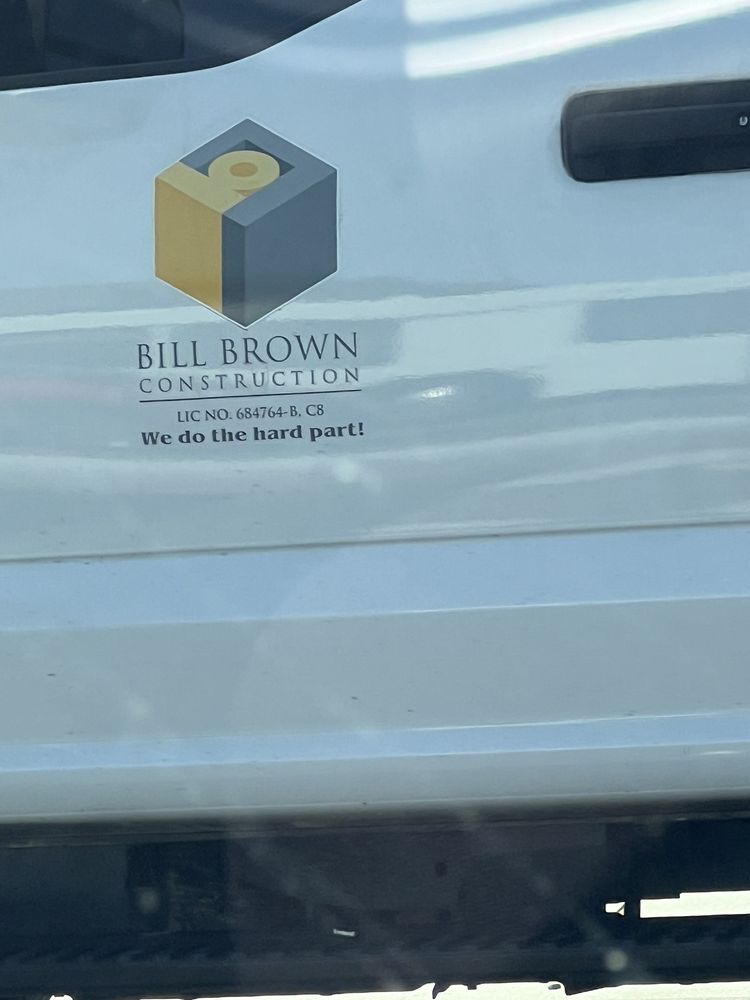 BILL BROWN
CONSTRUCTION
LIC NO. 684764-B, C8
We do the hard part!